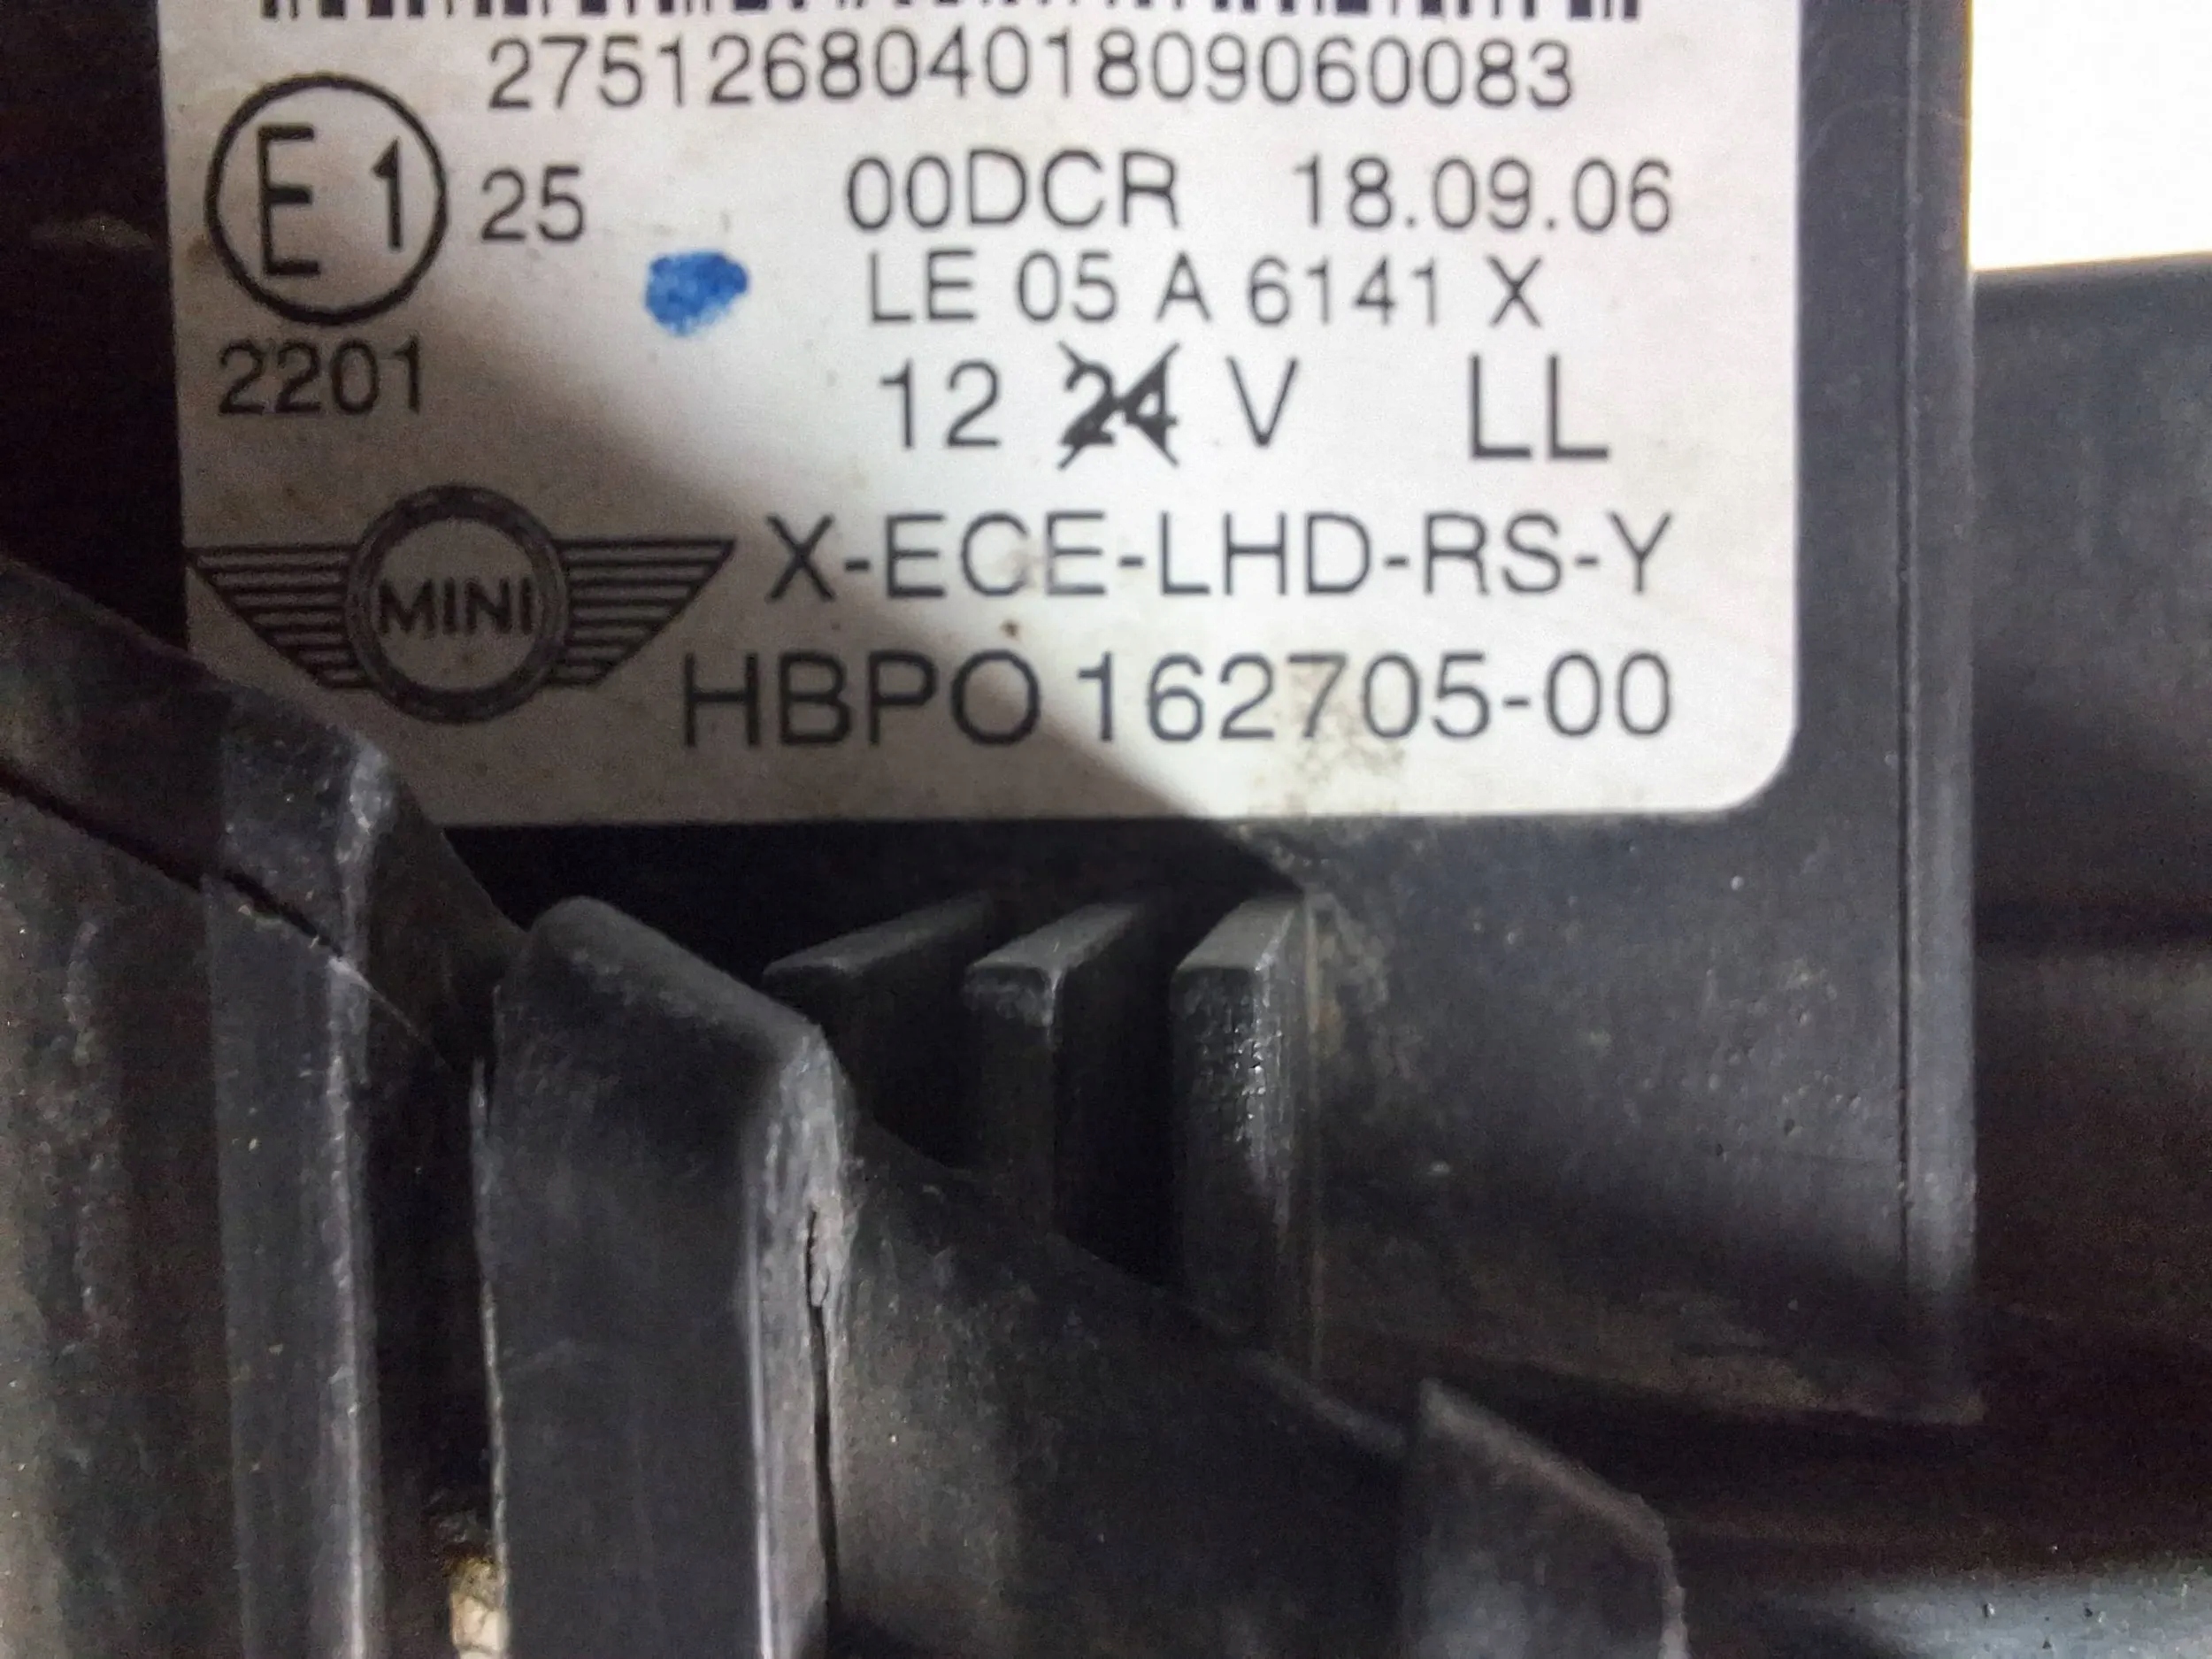 27512680401809060083
E1 25 00DCR 18.09.06
LE 05 A 6141 X
2201
12 24 V LL
MINI X-ECE-LHD-RS-Y
HBPO 162705-00